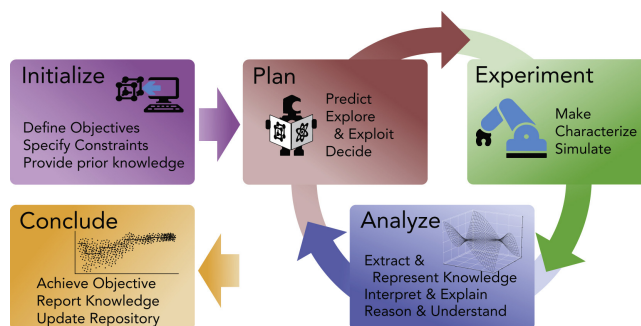 Initialize
Define Objectives
Specify Constraints
Provide prior knowledge
Plan
Predict
Explore
& Exploit
Decide
Experiment
Make
Characterize
Simulate
Analyze
Extract &
Represent Knowledge
Interpret & Explain
Reason & Understand
Conclude
Achieve Objective
Report Knowledge
Update Repository